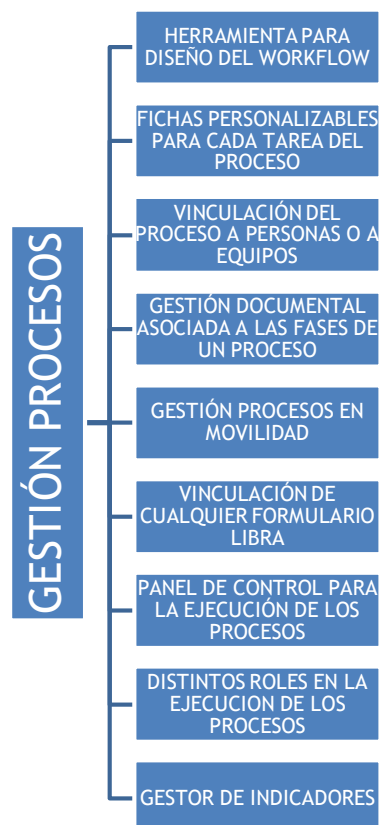 GESTIÓN PROCESOS
HERRAMIENTA PARA
DISEÑO DEL WORKFLOW
FICHAS PERSONALIZABLES
PARA CADA TAREA DEL
PROCESO
VINCULACIÓN DEL
PROCESO A PERSONAS O A
EQUIPOS
GESTIÓN DOCUMENTAL
ASOCIADA A LAS FASES DE
UN PROCESO
GESTIÓN PROCESOS EN
MOVILIDAD
VINCULACIÓN DE
CUALQUIER FORMULARIO
LIBRA
PANEL DE CONTROL PARA
LA EJECUCIÓN DE LOS
PROCESOS
DISTINTOS ROLES EN LA
EJECUCION DE LOS
PROCESOS
GESTOR DE INDICADORES